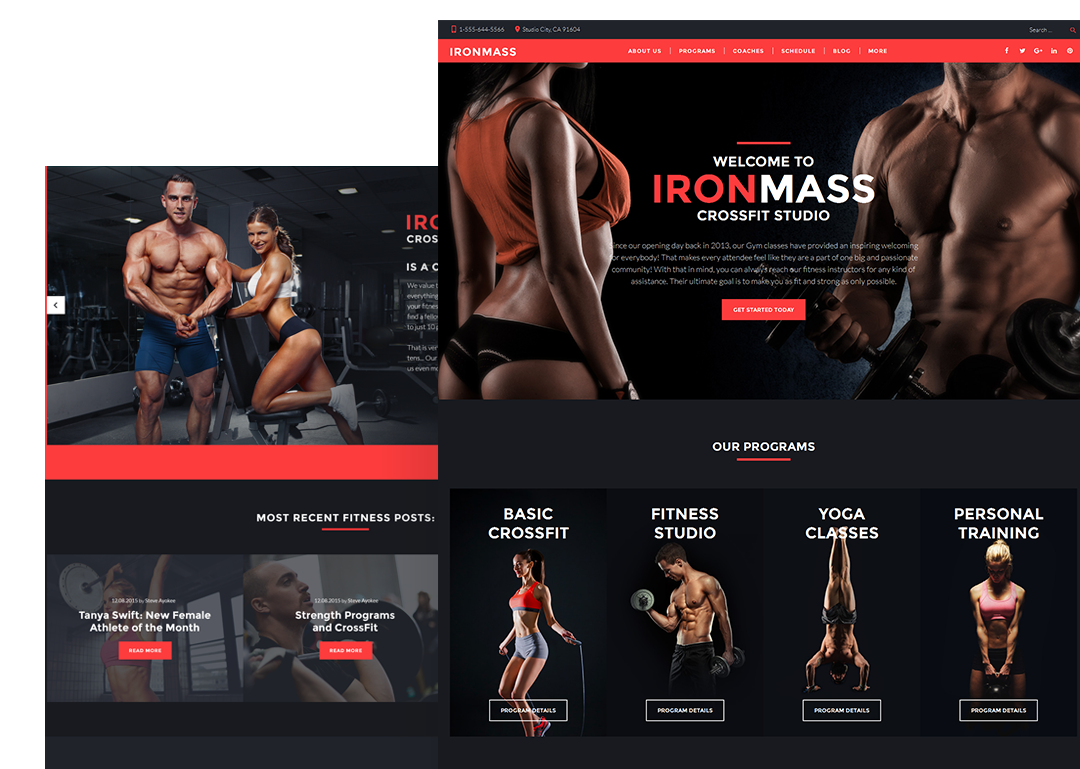 1-555-644-5566 Studio City, CA 91604 Search...
IRONMASS ABOUT US PROGRAMS COACHES SCHEDULE BLOG MORE
WELCOME TO
IRONMASS
CROSSFIT STUDIO
Since our opening day back in 2013, our Gym classes have provided an inspiring welcoming
for everybody! That makes every attendee feel like they are a part of one big and passionate
community! With that in mind, you can always reach our fitness instructors for any kind of
assistance. Their ultimate goal is to make you as fit and strong as only possible.
GET STARTED TODAY
OUR PROGRAMS
BASIC
CROSSFIT
PROGRAM DETAILS
FITNESS
STUDIO
PROGRAM DETAILS
YOGA
CLASSES
PROGRAM DETAILS
PERSONAL
TRAINING
PROGRAM DETAILS
IRO
CROS
IS A C
We value t
everything
your fitnes
find a fello
to just 10 p
That is ver
tens... Our
us even mo
MOST RECENT FITNESS POSTS:
12.08.2015 by Steve Ayokee
Tanya Swift: New Female
Athlete of the Month
READ MORE
12.08.2015 by Steve Ayokee
Strength Programs
and CrossFit
READ MORE